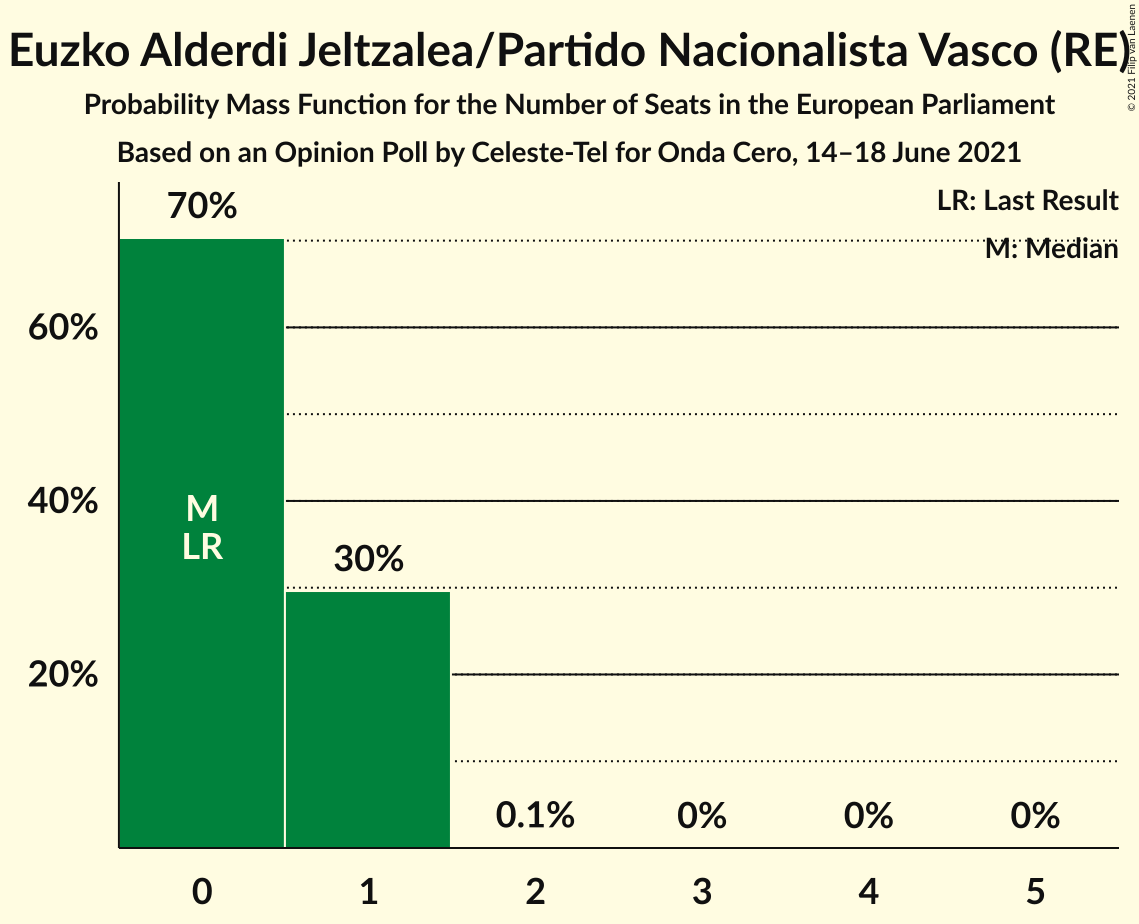 Euzko Alderdi Jeltzalea/Partido Nacionalista Vasco (RE)
© 2021 Filip van Laenen
Probability Mass Function for the Number of Seats in the European Parliament
Based on an Opinion Poll by Celeste-Tel for Onda Cero, 14–18 June 2021
LR: Last Result
M: Median
70%
60%
40%
M
LR
30%
20%
0.1%
0%
0%
0%
0
1
2
3
4
5